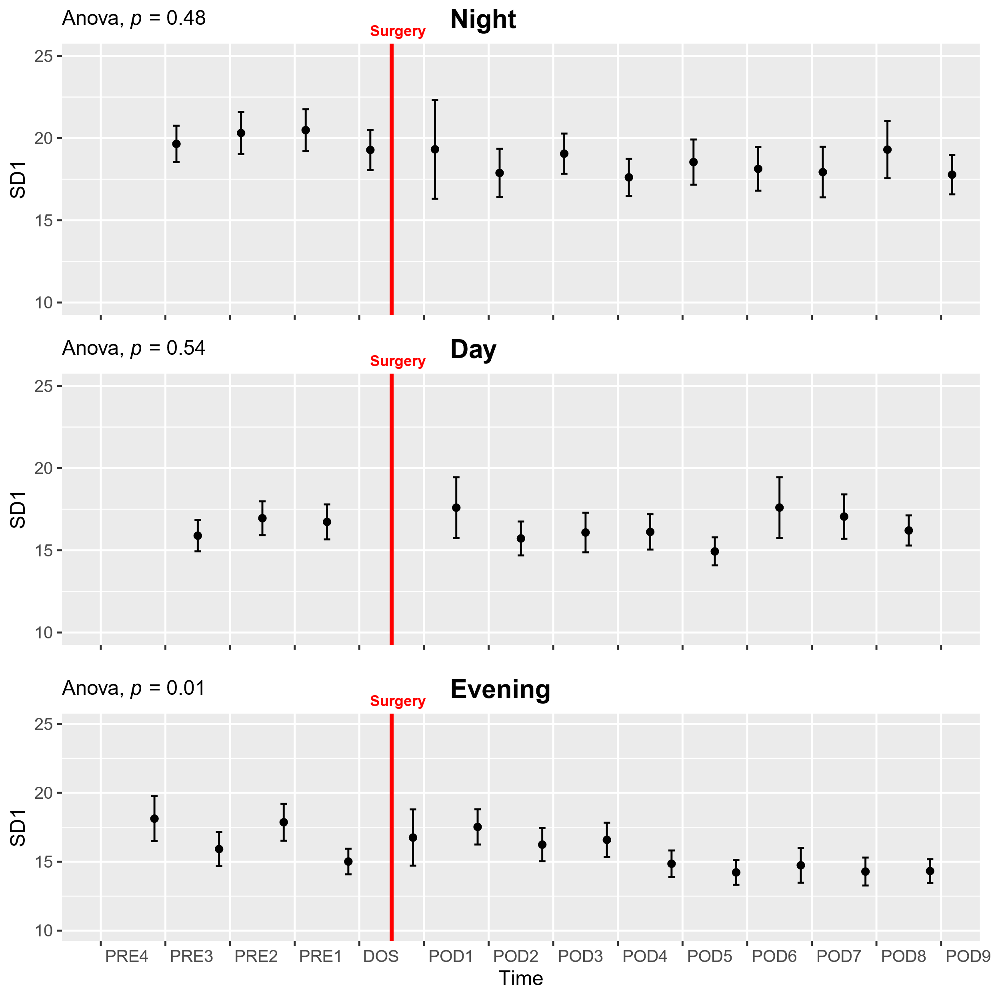 Anova, p = 0.48
Night
Surgery
25
20
15
10
SD1
Anova, p = 0.54
Day
Surgery
25
20
15
10
SD1
Anova, p = 0.01
Evening
Surgery
25
20
15
10
SD1
PRE4 PRE3 PRE2 PRE1 DOS POD1 POD2 POD3 POD4 POD5 POD6 POD7 POD8 POD9
Time